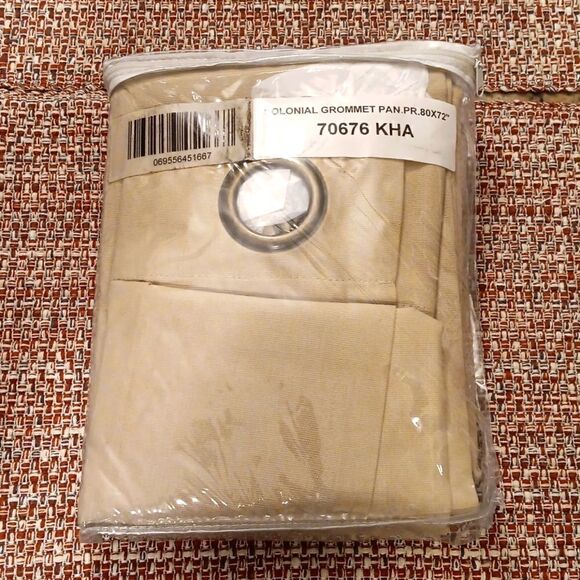 OLONIAL GROMMET PAN.PR.80X72"
70676 KHA
069556451667